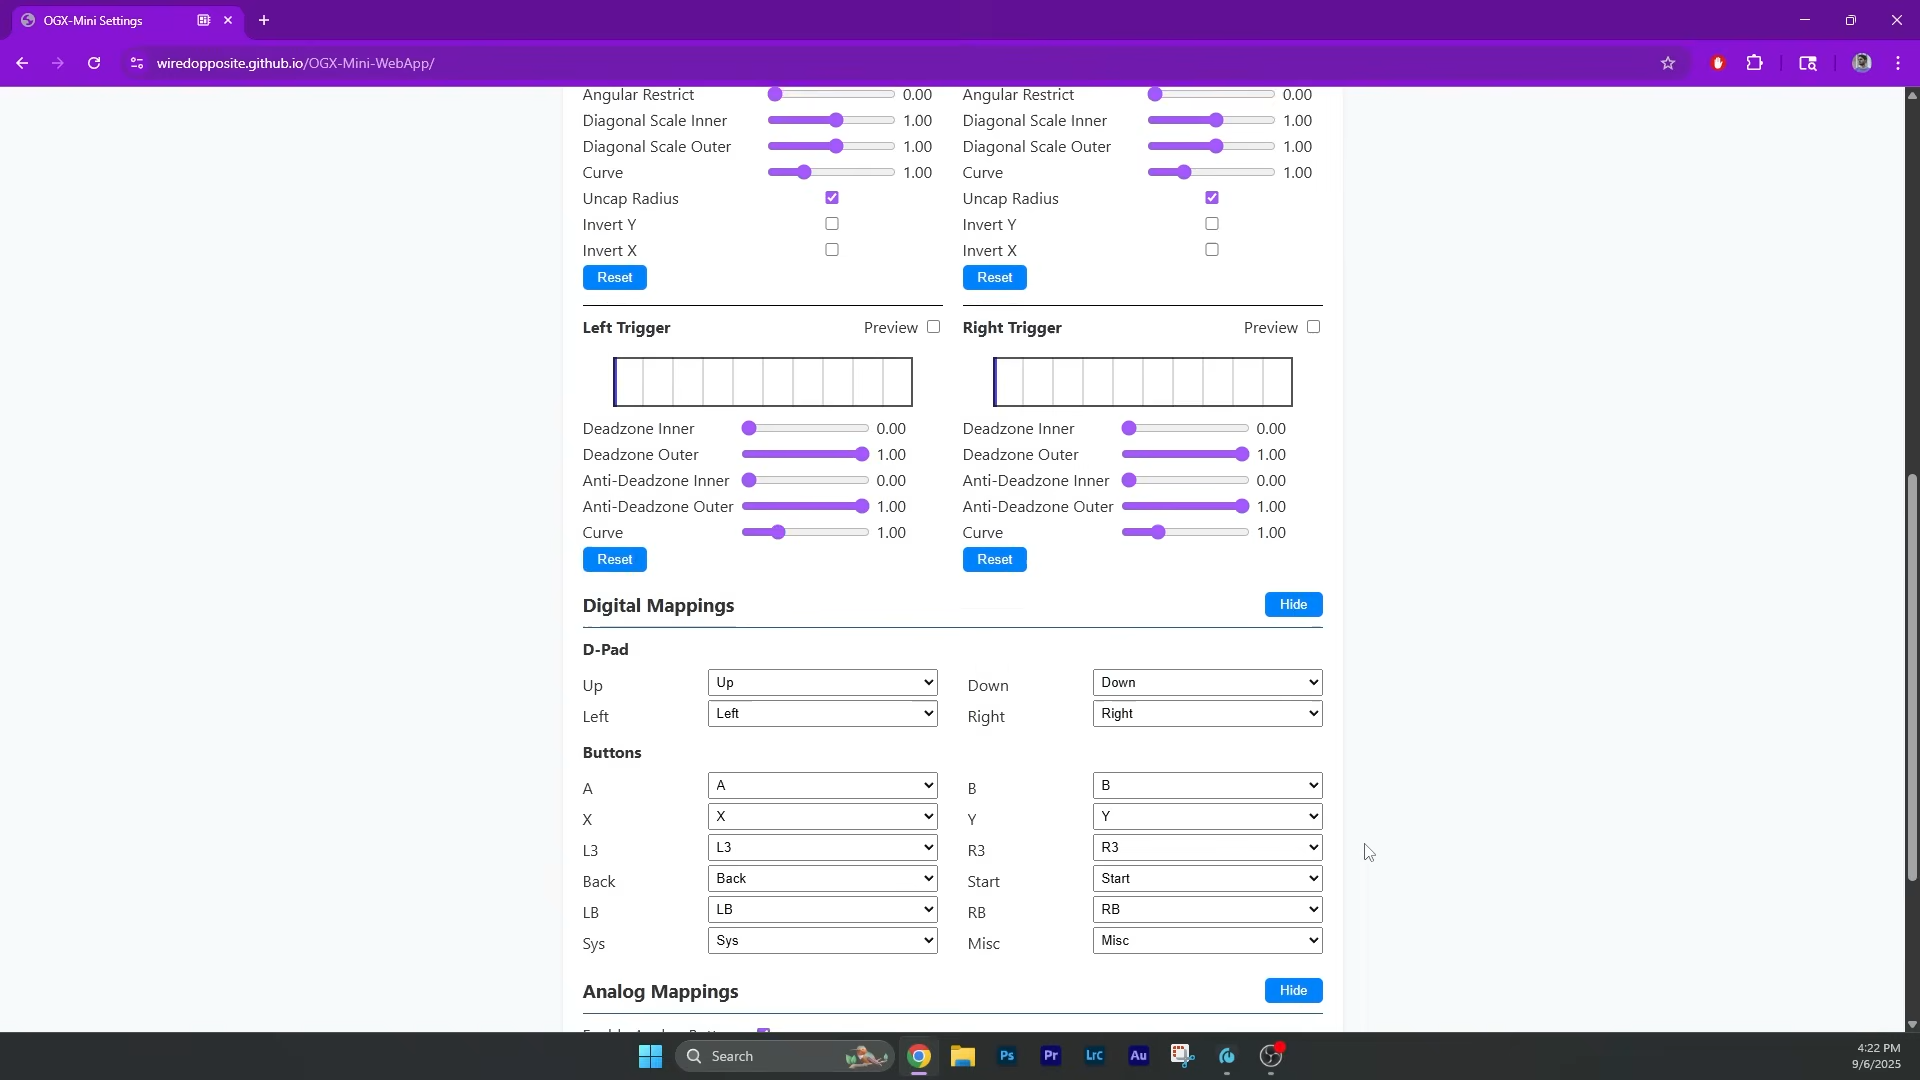 OGX-Mini Settings
wiredopposite.github.io/OGX-Mini-WebApp/
Angular Restrict 0.00 Angular Restrict 0.00
Diagonal Scale Inner 1.00 Diagonal Scale Inner 1.00
Diagonal Scale Outer 1.00 Diagonal Scale Outer 1.00
Curve 1.00 Curve 1.00
Uncap Radius Uncap Radius
Invert Y Invert Y
Invert X Invert X
Reset Reset
Left Trigger Preview Right Trigger Preview
Deadzone Inner 0.00 Deadzone Inner 0.00
Deadzone Outer 1.00 Deadzone Outer 1.00
Anti-Deadzone Inner 0.00 Anti-Deadzone Inner 0.00
Anti-Deadzone Outer 1.00 Anti-Deadzone Outer 1.00
Curve 1.00 Curve 1.00
Reset Reset
Digital Mappings Hide
D-Pad
Up Up Down Down
Left Left Right Right
Buttons
A A B B
X X Y Y
L3 L3 R3 R3
Back Back Start Start
LB LB RB RB
Sys Sys Misc Misc
Analog Mappings Hide
Search Ps Pr LrC Au
4:22 PM
9/6/2025